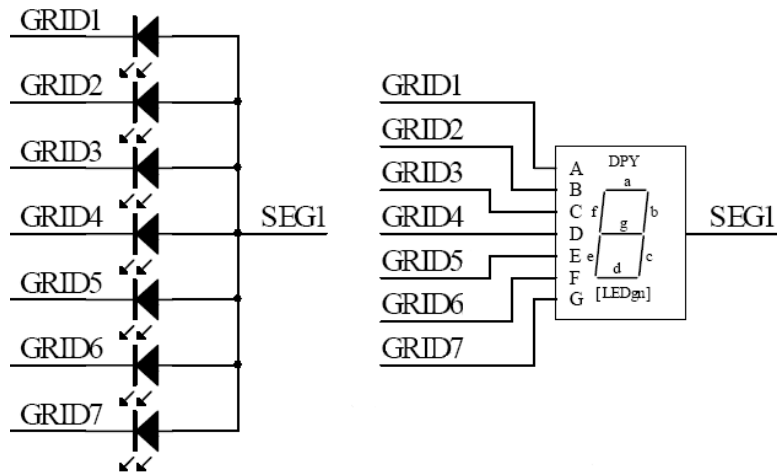 GRID1
GRID2
GRID3
GRID4
GRID5
GRID6
GRID7
SEG1
GRID1
GRID2
GRID3
GRID4
GRID5
GRID6
GRID7
A
B
C
D
E
F
G
DPY
a
f b
g
e c
d
[LEDgn]
SEG1